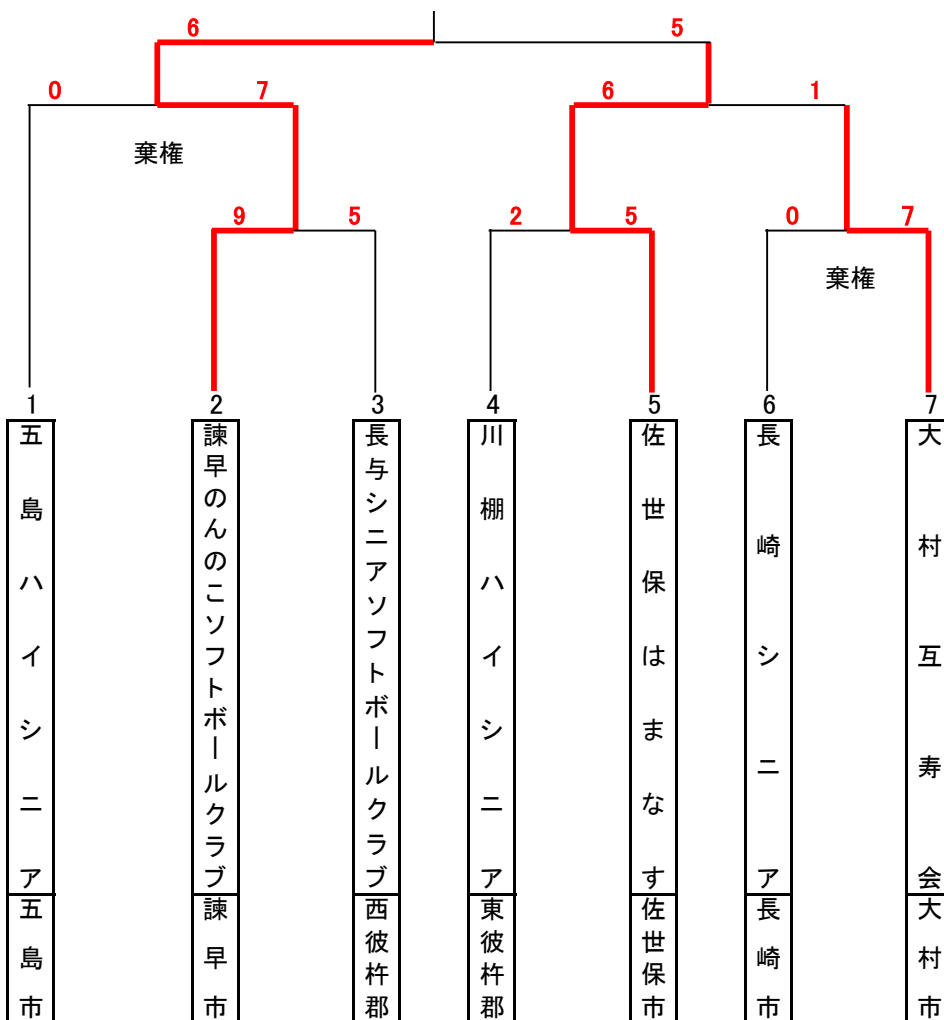 6 5
0 7 6 1
棄権
9 5 2 5 0 7
棄権
1 2 3 4 5 6 7
五島ハイシニア
諫早のんのこソフトボールクラブ
長与シニアソフトボールクラブ
川棚ハイシニア
佐世保はまなす
長崎シニア
大村互寿会
五島市
諫早市
西彼杵郡
東彼杵郡
佐世保市
長崎市
大村市